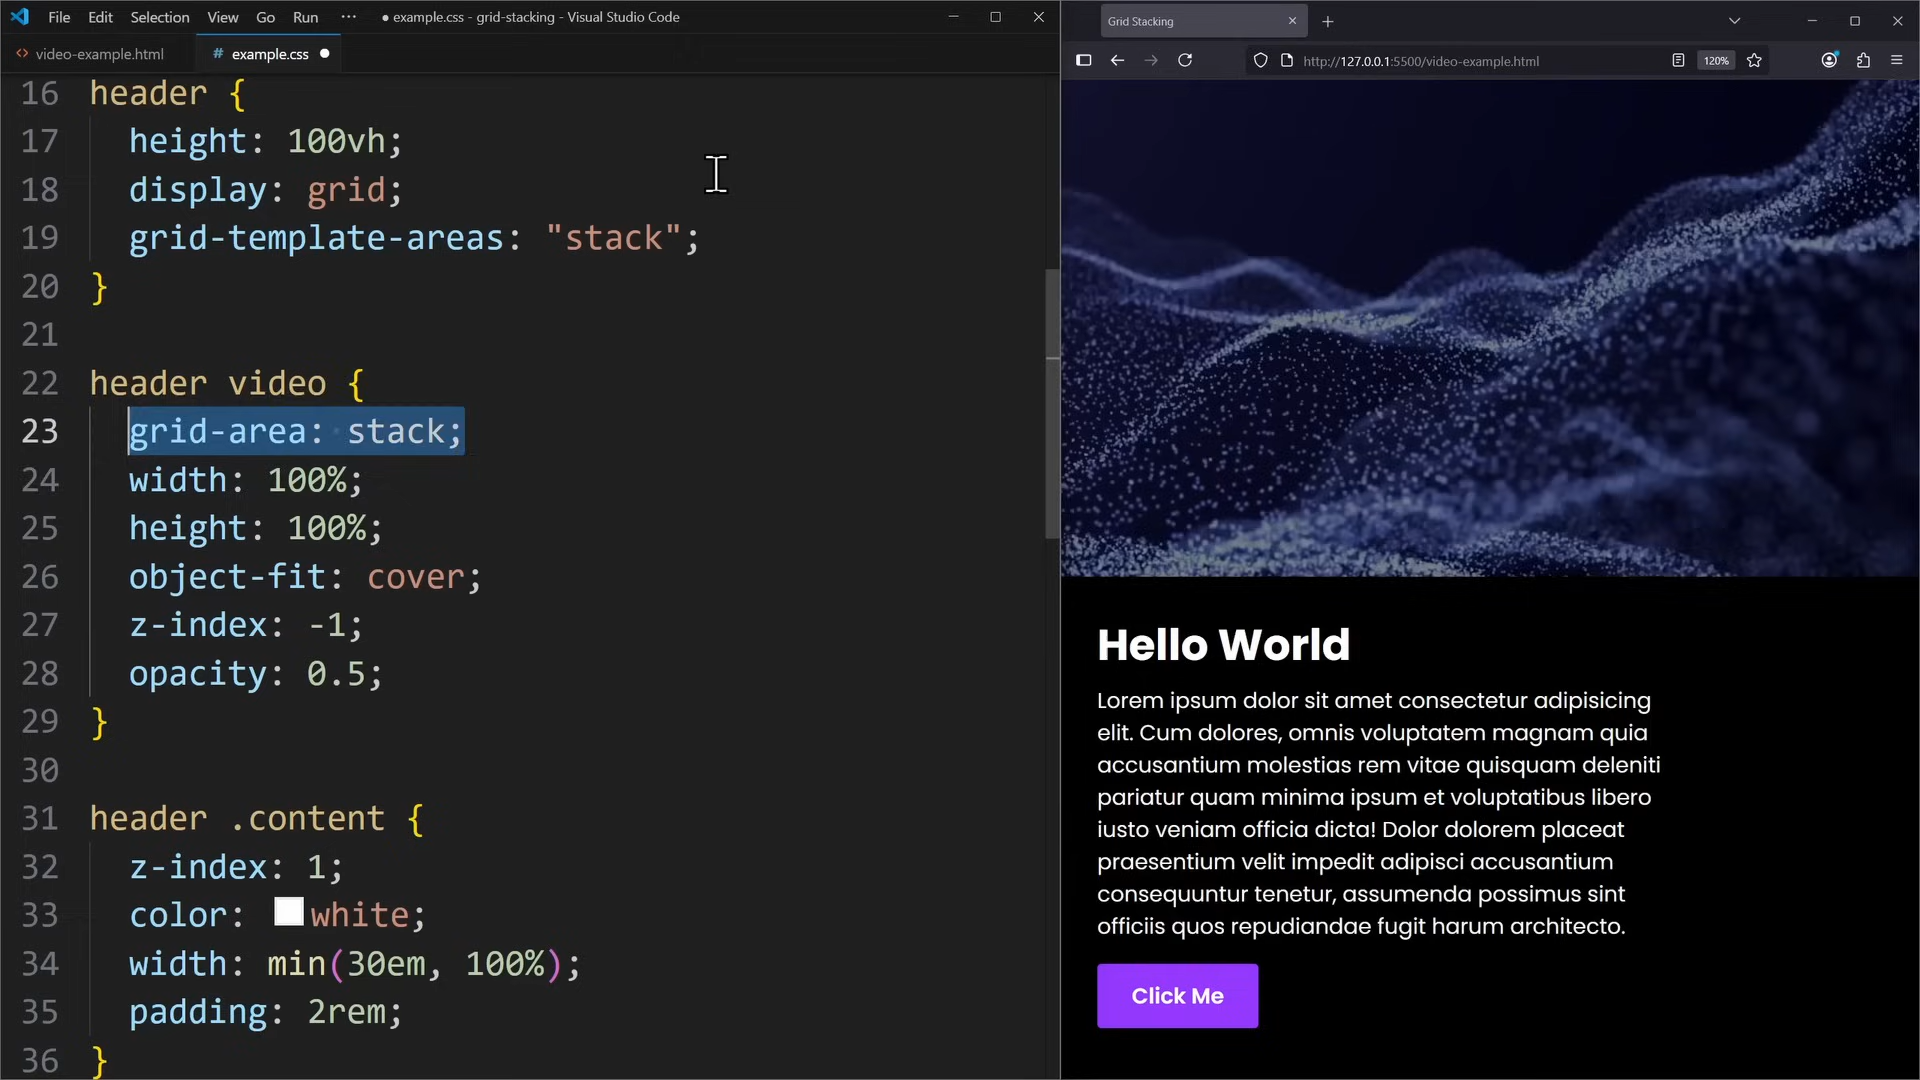 File Edit Selection View Go Run ··· ● example.css - grid-stacking - Visual Studio Code
<> video-example.html # example.css ●
16 header {
17 height: 100vh;
18 display: grid;
19 grid-template-areas: "stack";
20 }
21
22 header video {
23 grid-area: stack;
24 width: 100%;
25 height: 100%;
26 object-fit: cover;
27 z-index: -1;
28 opacity: 0.5;
29 }
30
31 header .content {
32 z-index: 1;
33 color: white;
34 width: min(30em, 100%);
35 padding: 2rem;
36 }
Grid Stacking
http://127.0.0.1:5500/video-example.html 120%
Hello World
Lorem ipsum dolor sit amet consectetur adipisicing
elit. Cum dolores, omnis voluptatem magnam quia
accusantium molestias rem vitae quisquam deleniti
pariatur quam minima ipsum et voluptatibus libero
iusto veniam officia dicta! Dolor dolorem placeat
praesentium velit impedit adipisci accusantium
consequuntur tenetur, assumenda possimus sint
officiis quos repudiandae fugit harum architecto.
Click Me